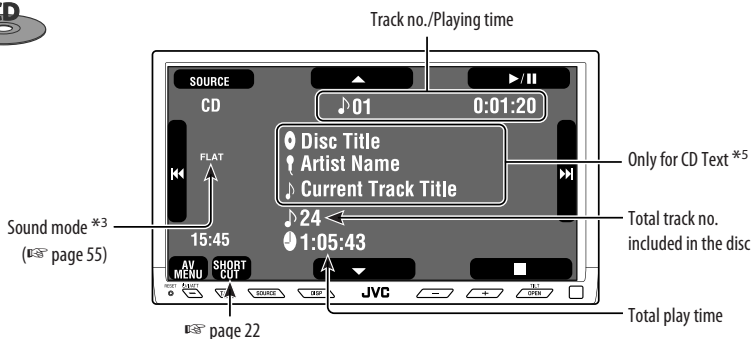 CD
Track no./Playing time
SOURCE
CD
♪01
0:01:20
Disc Title
FLAT
Artist Name
Only for CD Text *5
♪ Current Track Title
Sound mode *3
(☞ page 55)
♪24
Total track no.
included in the disc
15:45
1:05:43
AV
MENU
SHORT
CUT
RESET
SOURCE
DISP
JVC
TILT
OPEN
Total play time
☞ page 22